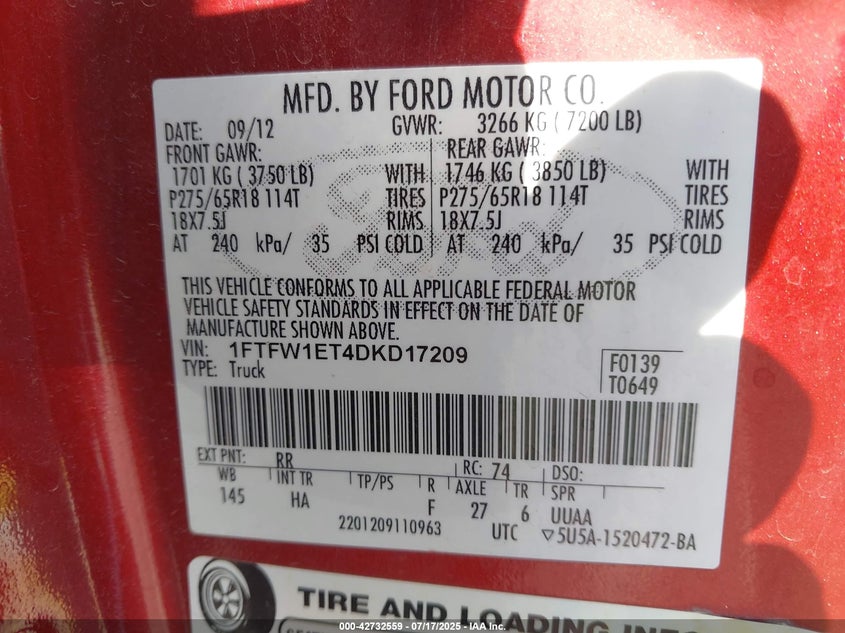 MFD. BY FORD MOTOR CO.
DATE: 09/12 GVWR: 3266 KG ( 7200 LB)
FRONT GAWR: REAR GAWR:
1701 KG ( 3750 LB) WITH 1746 KG ( 3850 LB) WITH
P275/65R18 114T TIRES P275/65R18 114T TIRES
18X7.5J RIMS 18X7.5J RIMS
AT 240 kPa/ 35 PSI COLD AT 240 kPa/ 35 PSI COLD
Ford
THIS VEHICLE CONFORMS TO ALL APPLICABLE FEDERAL MOTOR
VEHICLE SAFETY STANDARDS IN EFFECT ON THE DATE OF
MANUFACTURE SHOWN ABOVE.
VIN: 1FTFW1ET4DKD17209
TYPE: Truck
F0139
T0649
EXT PNT: RR RC: 74 DSO:
WB INT TR TP/PS R AXLE TR SPR
145 HA F 27 6 UUAA
2201209110963 UTC ▽5U5A-1520472-BA
TIRE AND LOADING
000-42732559 — 07/17/2025 — IAA Inc.